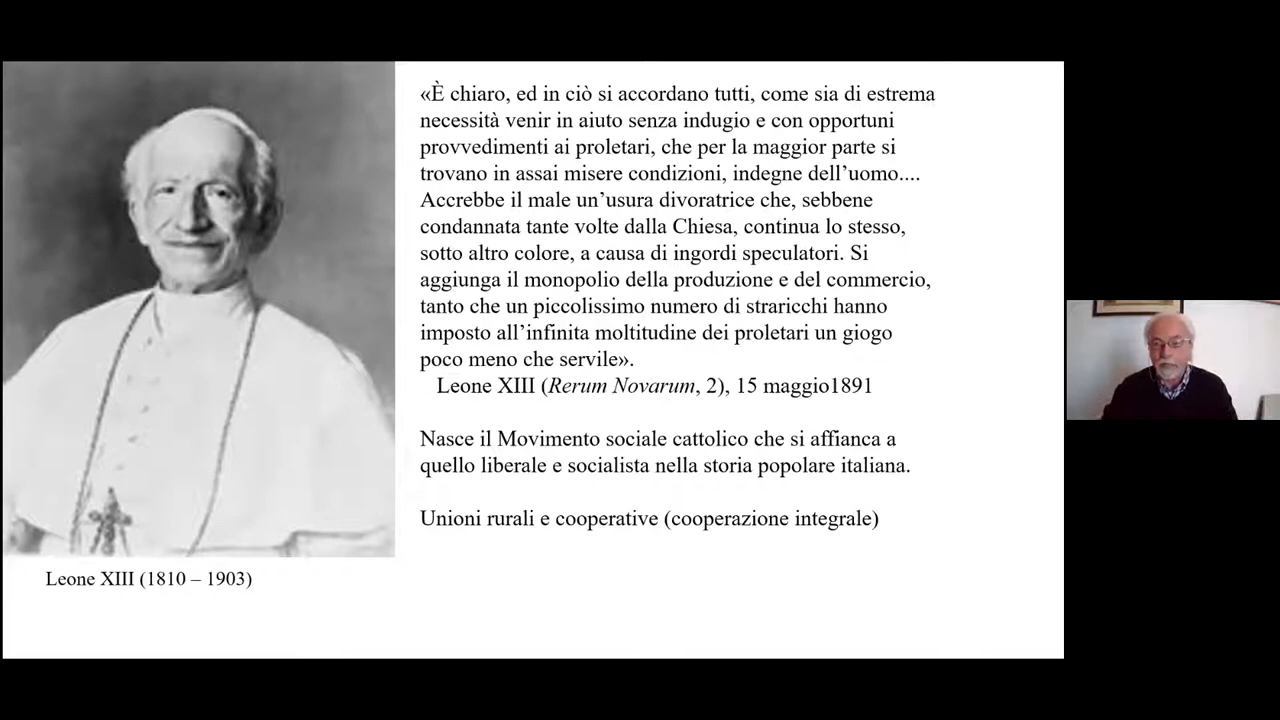 «È chiaro, ed in ciò si accordano tutti, come sia di estrema
necessità venir in aiuto senza indugio e con opportuni
provvedimenti ai proletari, che per la maggior parte si
trovano in assai misere condizioni, indegne dell’uomo....
Accrebbe il male un’usura divoratrice che, sebbene
condannata tante volte dalla Chiesa, continua lo stesso,
sotto altro colore, a causa di ingordi speculatori. Si
aggiunga il monopolio della produzione e del commercio,
tanto che un piccolissimo numero di straricchi hanno
imposto all’infinita moltitudine dei proletari un giogo
poco meno che servile».
Leone XIII (Rerum Novarum, 2), 15 maggio1891
Nasce il Movimento sociale cattolico che si affianca a
quello liberale e socialista nella storia popolare italiana.
Unioni rurali e cooperative (cooperazione integrale)
Leone XIII (1810 – 1903)